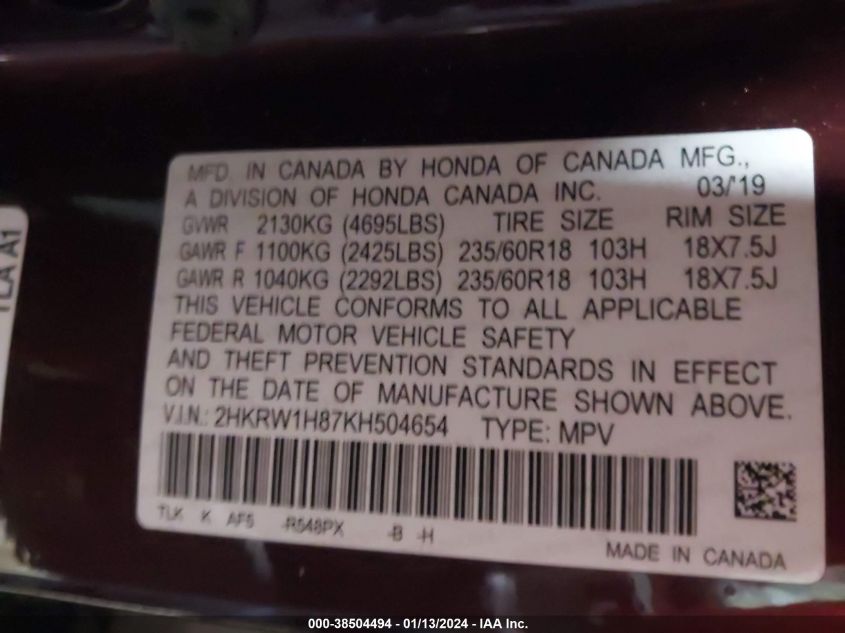 MFD. IN CANADA BY HONDA OF CANADA MFG.,
A DIVISION OF HONDA CANADA INC. 03/'19
GVWR 2130KG (4695LBS) TIRE SIZE RIM SIZE
GAWR F 1100KG (2425LBS) 235/60R18 103H 18X7.5J
GAWR R 1040KG (2292LBS) 235/60R18 103H 18X7.5J
THIS VEHICLE CONFORMS TO ALL APPLICABLE
FEDERAL MOTOR VEHICLE SAFETY
AND THEFT PREVENTION STANDARDS IN EFFECT
ON THE DATE OF MANUFACTURE SHOWN ABOVE.
V.I.N.: 2HKRW1H87KH504654 TYPE: MPV
TLK K AF5 -R548PX -B -H
MADE IN CANADA
TLA A1
000-38504494 - 01/13/2024 - IAA Inc.